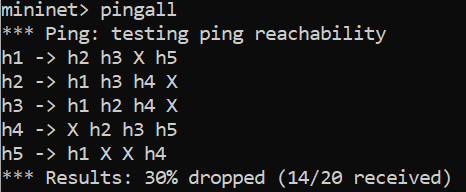 mininet> pingall
*** Ping: testing ping reachability
h1 -> h2 h3 X h5
h2 -> h1 h3 h4 X
h3 -> h1 h2 h4 X
h4 -> X h2 h3 h5
h5 -> h1 X X h4
*** Results: 30% dropped (14/20 received)